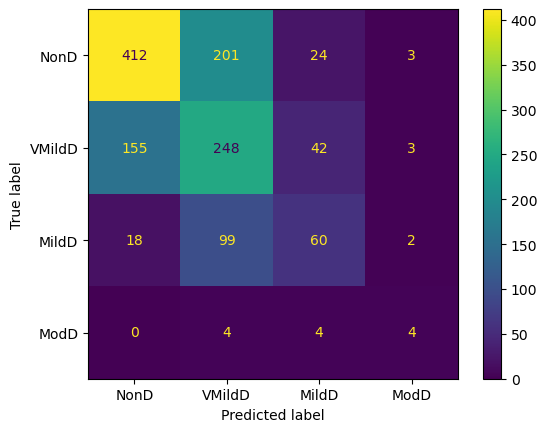 NonD 412 201 24 3
VMildD 155 248 42 3
MildD 18 99 60 2
ModD 0 4 4 4
NonD VMildD MildD ModD
Predicted label
True label
400
350
300
250
200
150
100
50
0